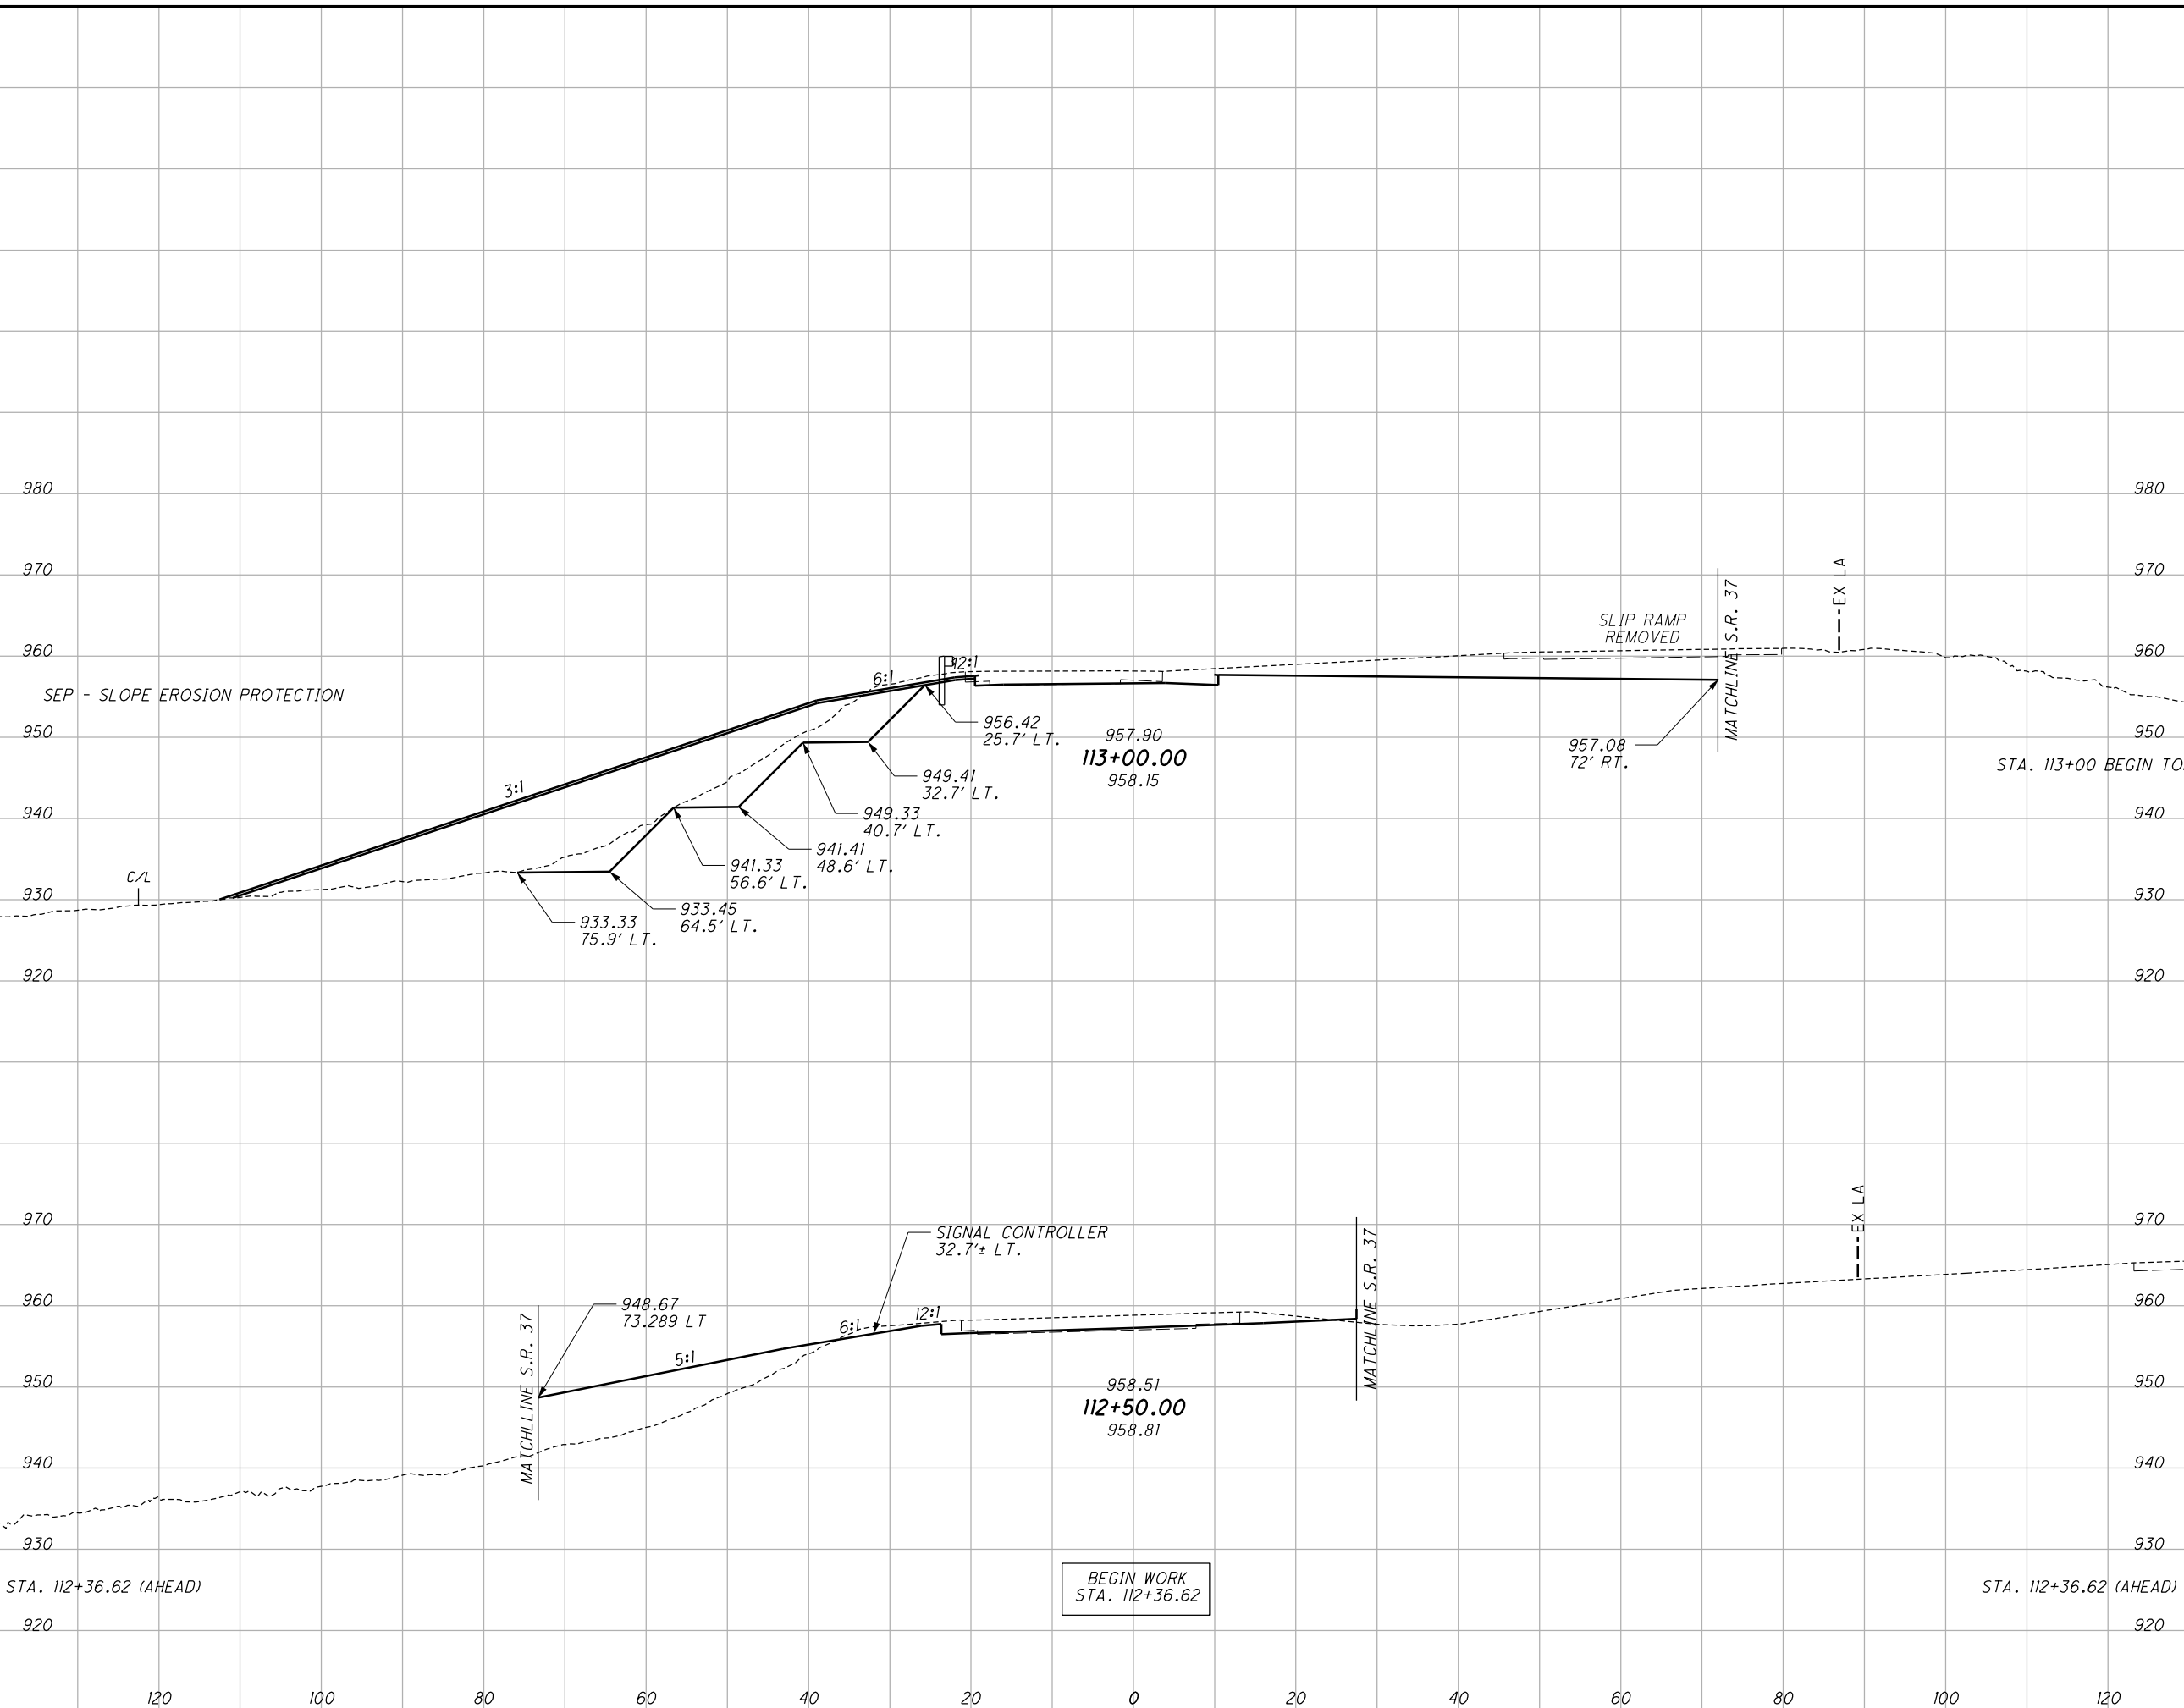 980
980
970
970
EX LA
SLIP RAMP
REMOVED
MATCHLINE S.R. 37
960
960
12:1
6:1
SEP - SLOPE EROSION PROTECTION
956.42
25.7' LT.
950
950
957.90
113+00.00
958.15
957.08
72' RT.
STA. 113+00 BEGIN TO
949.41
32.7' LT.
3:1
949.33
40.7' LT.
940
940
941.41
48.6' LT.
941.33
56.6' LT.
C/L
930
930
933.45
64.5' LT.
933.33
75.9' LT.
920
920
EX LA
970
970
SIGNAL CONTROLLER
32.7'± LT.
MATCHLINE S.R. 37
960
960
948.67
73.289 LT
12:1
6:1
5:1
MATCHLLINE S.R. 37
950
950
958.51
112+50.00
958.81
940
940
930
930
BEGIN WORK
STA. 112+36.62
STA. 112+36.62 (AHEAD)
STA. 112+36.62 (AHEAD)
920
920
120 100 80 60 40 20 0 20 40 60 80 100 120